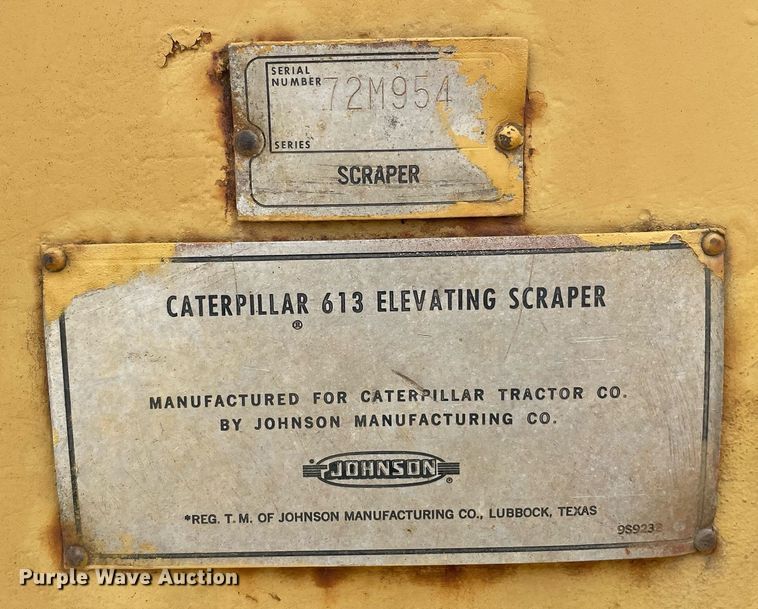 SERIAL
NUMBER 72M954
SERIES
SCRAPER
CATERPILLAR 613 ELEVATING SCRAPER
®
MANUFACTURED FOR CATERPILLAR TRACTOR CO.
BY JOHNSON MANUFACTURING CO.
JOHNSON ®
*REG. T. M. OF JOHNSON MANUFACTURING CO., LUBBOCK, TEXAS
Purple Wave Auction